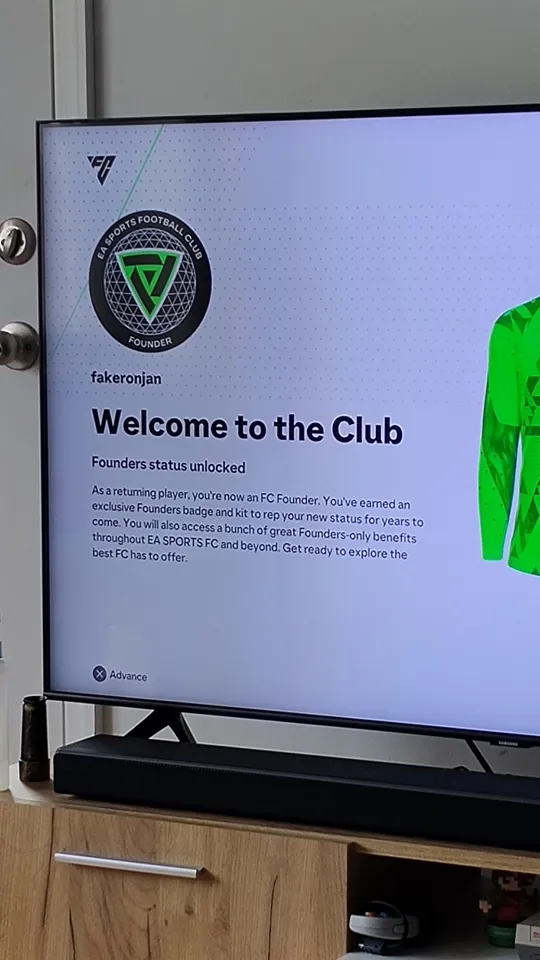 EA SPORTS FOOTBALL CLUB
FOUNDER
fakeronjan
Welcome to the Club
Founders status unlocked
As a returning player, you're now an FC Founder. You've earned an
exclusive Founders badge and kit to rep your new status for years to
come. You will also access a bunch of great Founders-only benefits
throughout EA SPORTS FC and beyond. Get ready to explore the
best FC has to offer.
Advance
SAMSUNG